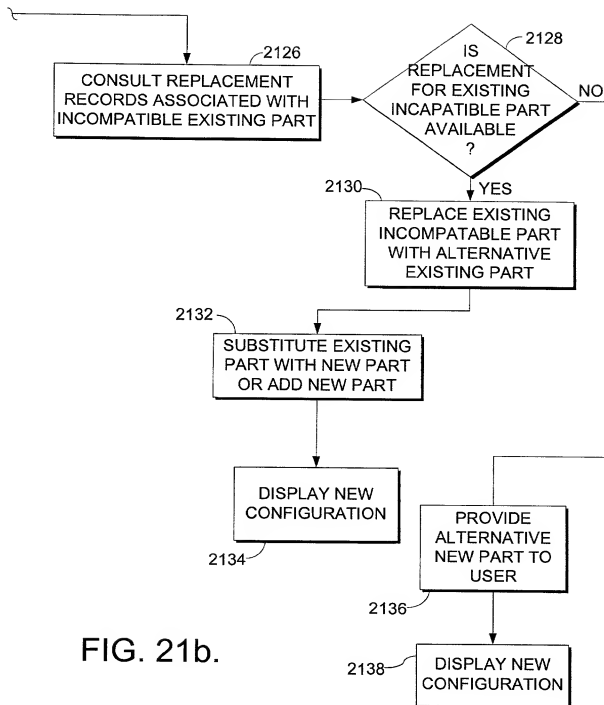 2126
CONSULT REPLACEMENT
RECORDS ASSOCIATED WITH
INCOMPATIBLE EXISTING PART
2128
IS
REPLACEMENT
FOR EXISTING
INCAPATIBLE PART
AVAILABLE
?
NO
YES
2130
REPLACE EXISTING
INCOMPATABLE PART
WITH ALTERNATIVE
EXISTING PART
2132
SUBSTITUTE EXISTING
PART WITH NEW PART
OR ADD NEW PART
DISPLAY NEW
CONFIGURATION
2134
PROVIDE
ALTERNATIVE
NEW PART TO
USER
2136
DISPLAY NEW
CONFIGURATION
2138
FIG. 21b.